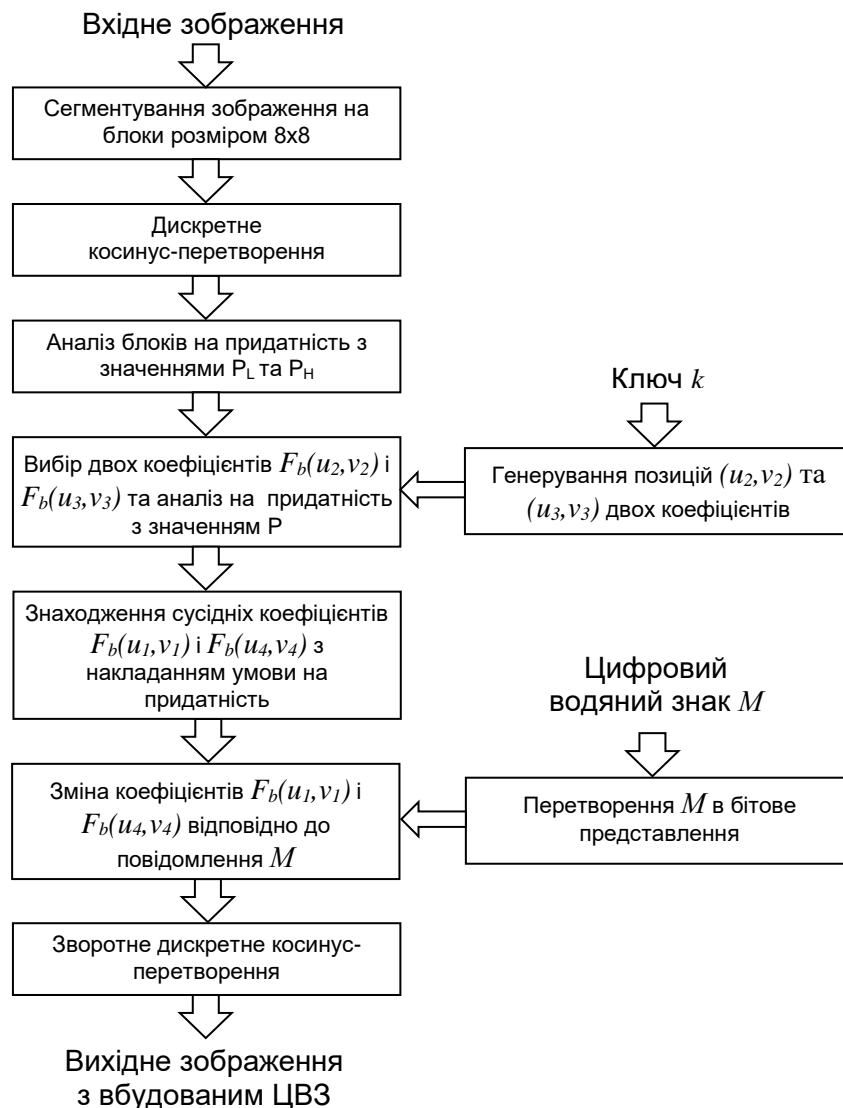 Вхідне зображення
Сегментування зображення на
блоки розміром 8х8
Дискретне
косинус-перетворення
Аналіз блоків на придатність з
значеннями P_L та P_H
Ключ k
Вибір двох коефіцієнтів F_b(u_2,v_2) і
F_b(u_3,v_3) та аналіз на придатність
з значенням P
Генерування позицій (u_2,v_2) та
(u_3,v_3) двох коефіцієнтів
Знаходження сусідніх коефіцієнтів
F_b(u_1,v_1) і F_b(u_4,v_4) з
накладанням умови на
придатність
Цифровий
водяний знак M
Зміна коефіцієнтів F_b(u_1,v_1) і
F_b(u_4,v_4) відповідно до
повідомлення M
Перетворення M в бітове
представлення
Зворотне дискретне косинус-
перетворення
Вихідне зображення
з вбудованим ЦВЗ